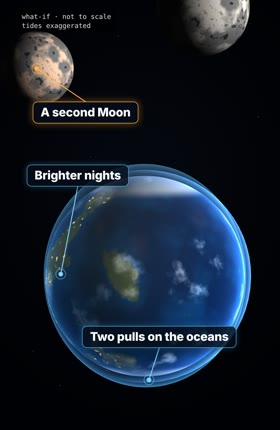 what-if · not to scale
tides exaggerated
A second Moon
Brighter nights
Two pulls on the oceans